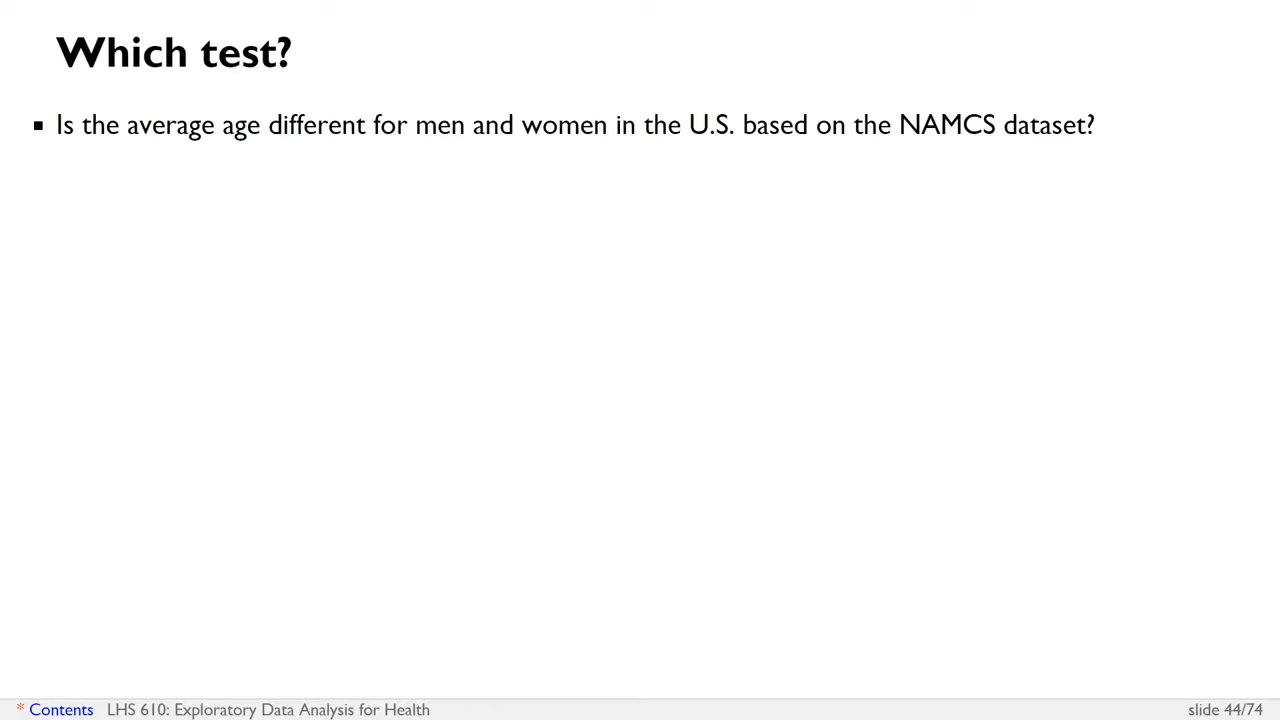 Which test?
▪ Is the average age different for men and women in the U.S. based on the NAMCS dataset?
* Contents LHS 610: Exploratory Data Analysis for Health slide 44/74